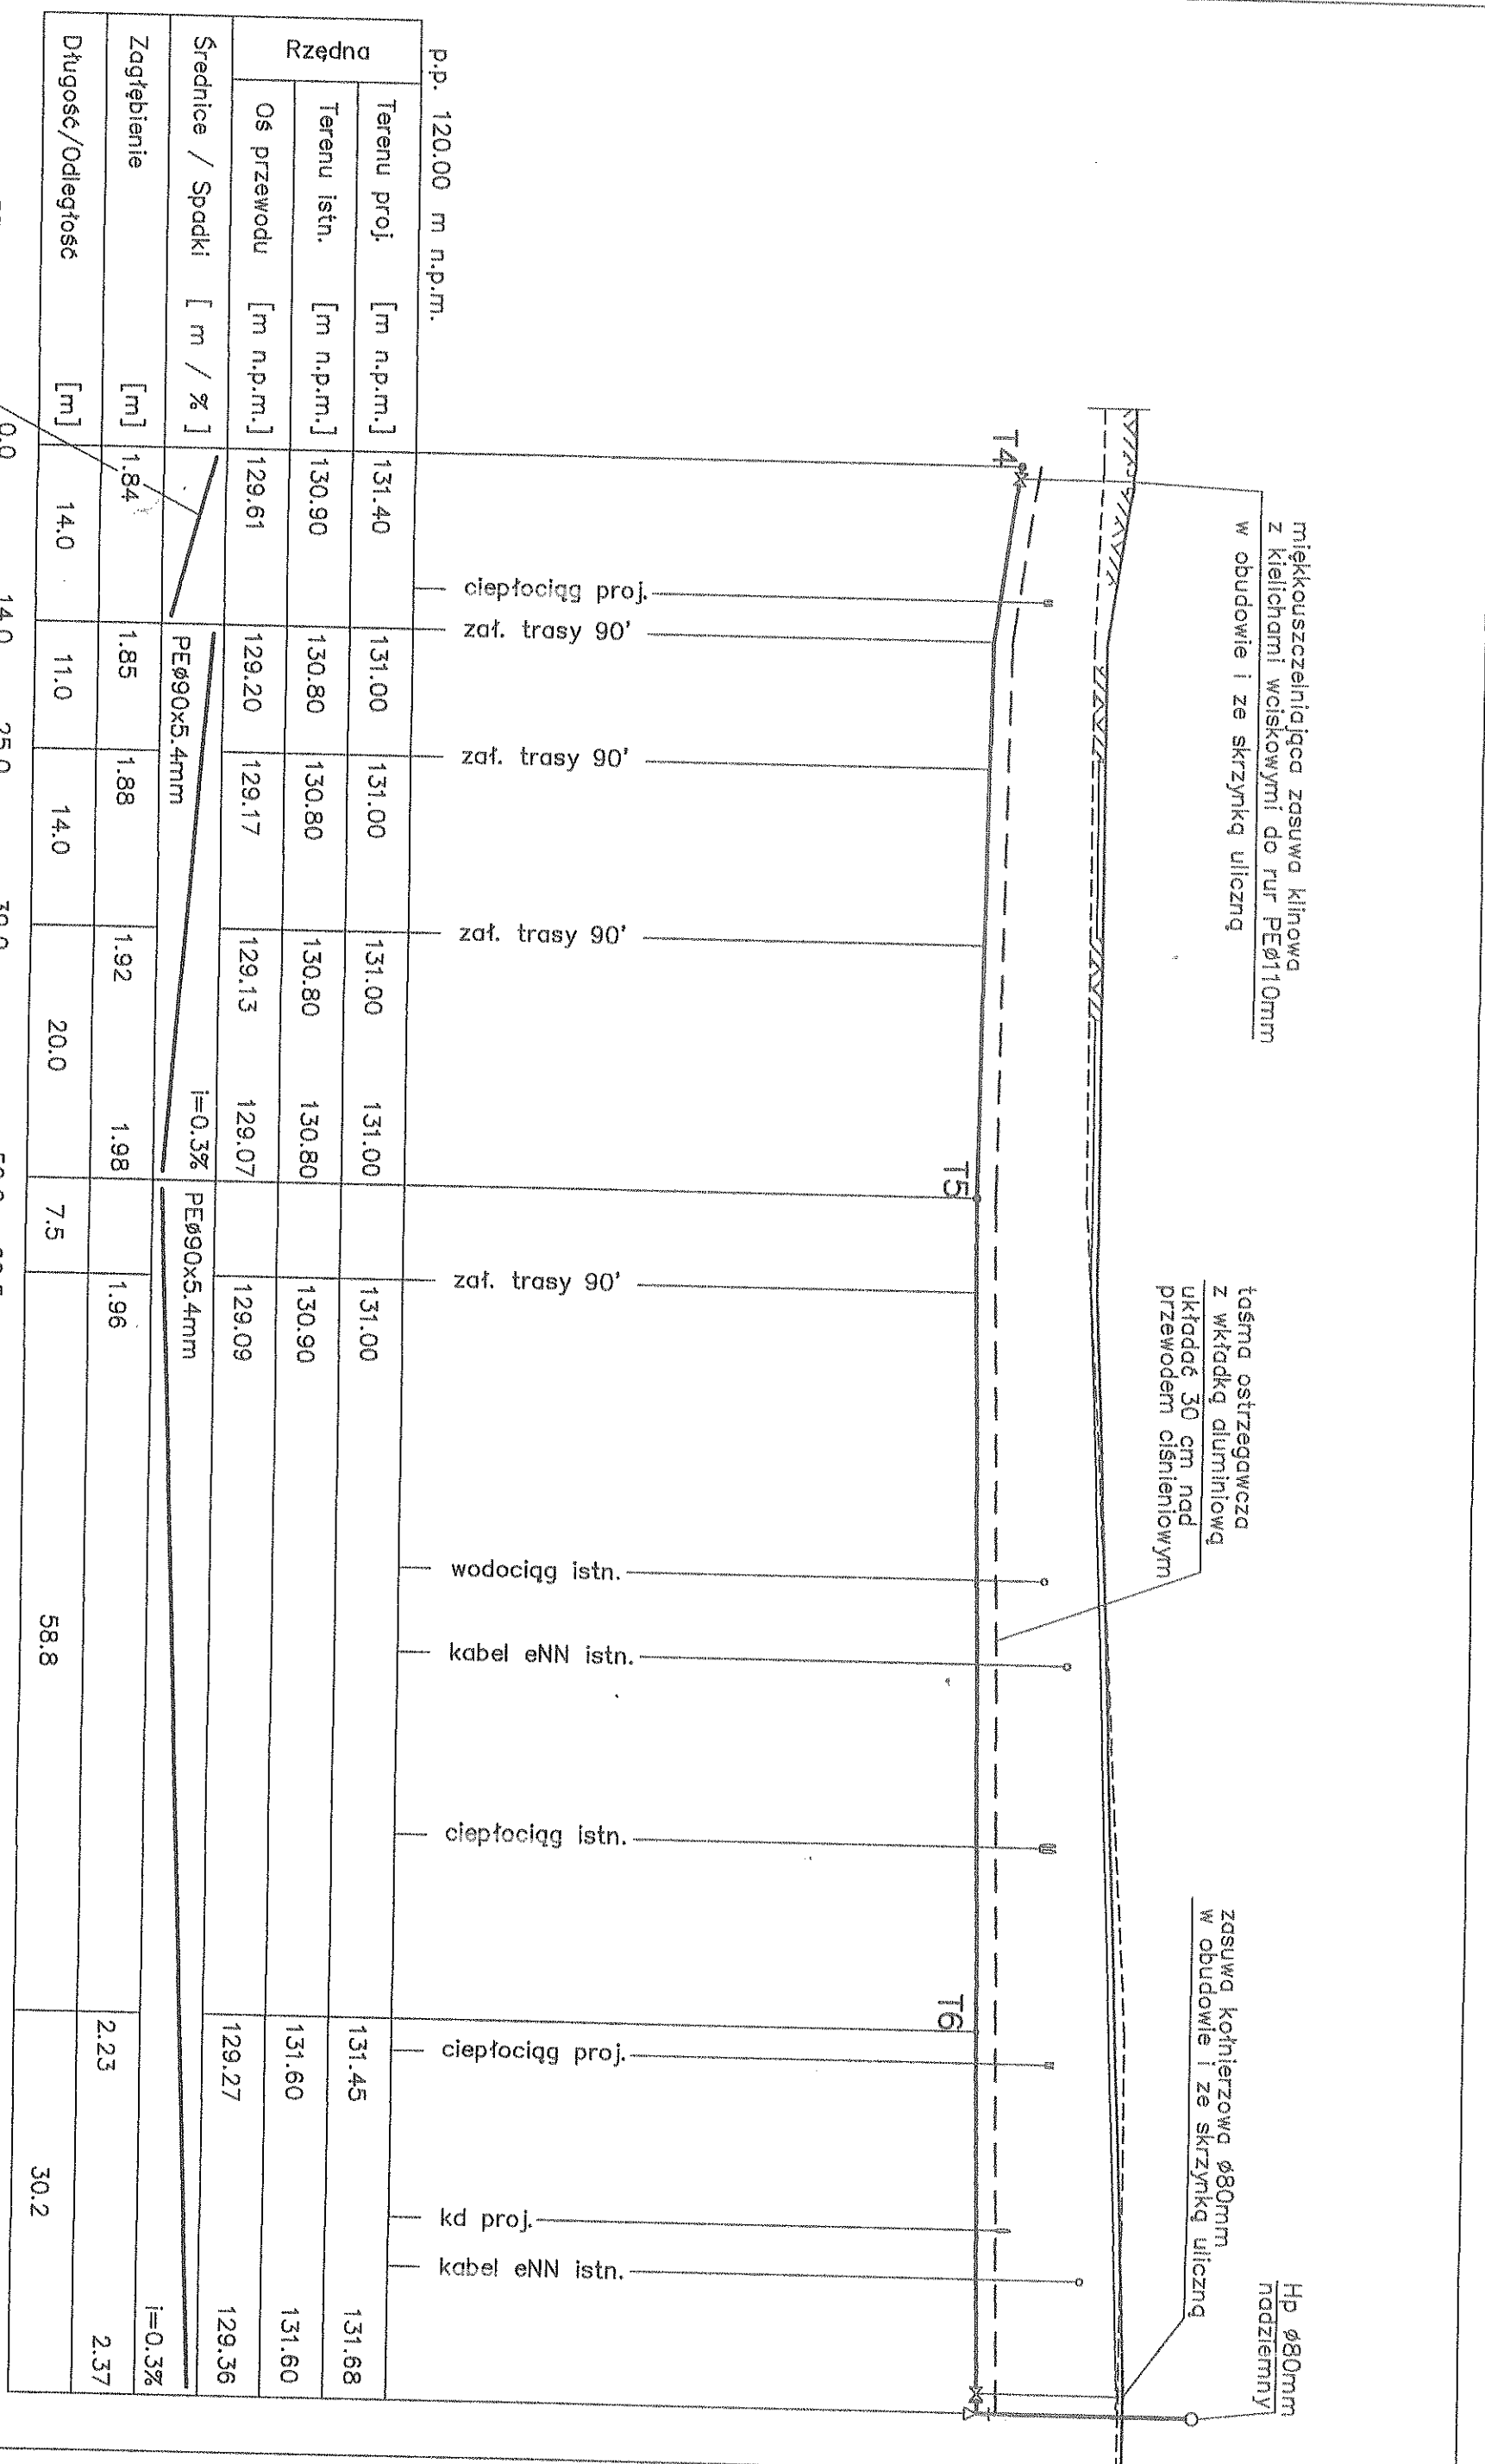 miękkouszczelniająca zasuwa klinowa
z kielichami wciskowymi do rur PEø110mm
w obudowie i ze skrzynką uliczną
taśma ostrzegawcza
z wkładką aluminiową
układać 30 cm nad
przewodem ciśnieniowym
zasuwa kołnierzowa ø80mm
w obudowie i ze skrzynką uliczną
Hp ø80mm
nadziemny
T4
T5
T6
ciepłociąg proj.
zał. trasy 90'
zał. trasy 90'
zał. trasy 90'
zał. trasy 90'
wodociąg istn.
kabel eNN istn.
ciepłociąg istn.
ciepłociąg proj.
kd proj.
kabel eNN istn.
p.p. 120.00 m n.p.m.
Rzędna
Terenu proj. [m n.p.m.] 131.40 131.00 131.00 131.00 131.00 131.00 131.45 131.68
Terenu istn. [m n.p.m.] 130.90 130.80 130.80 130.80 130.80 130.90 131.60 131.60
Oś przewodu [m n.p.m.] 129.61 129.20 129.17 129.13 129.07 129.09 129.27 129.36
Średnice / Spadki [ m / % ] PEø90x5.4mm i=0.3% PEø90x5.4mm i=0.3%
Zagłębienie [m] 1.84 1.85 1.88 1.92 1.98 1.96 2.23 2.37
Długość/Odległość [m] 14.0 11.0 14.0 20.0 7.5 58.8 30.2
0.0 14.0 25.0 39.0